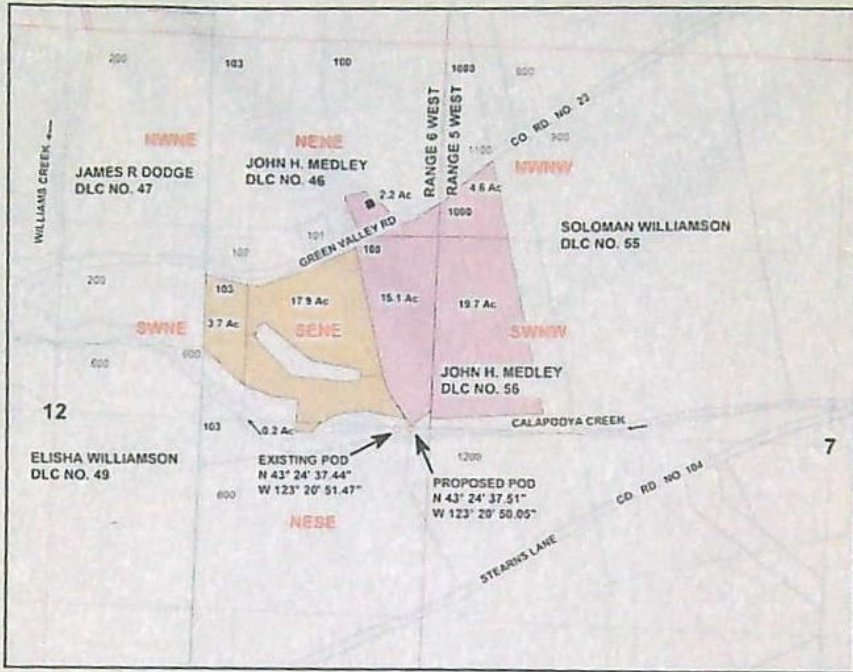 200
103
100
1000
900
CO RD NO. 22
900
1100
RANGE 6 WEST
RANGE 5 WEST
WILLIAMS CREEK
NWNE
NENE
NWNW
JAMES R DODGE
DLC NO. 47
JOHN H. MEDLEY
DLC NO. 46
2.2 Ac
4.6 Ac
1000
SOLOMAN WILLIAMSON
DLC NO. 55
101
102
GREEN VALLEY RD
100
200
103
17.9 Ac
15.1 Ac
19.7 Ac
3.7 Ac
SWNE
SENE
SWNW
600
600
JOHN H. MEDLEY
DLC NO. 56
12
103
0.2 Ac
CALAPOOYA CREEK
7
ELISHA WILLIAMSON
DLC NO. 49
EXISTING POD
N 43° 24' 37.44"
W 123° 20' 51.47"
1200
PROPOSED POD
N 43° 24' 37.51"
W 123° 20' 50.05"
CO RD NO 104
600
NESE
STEARNS LANE